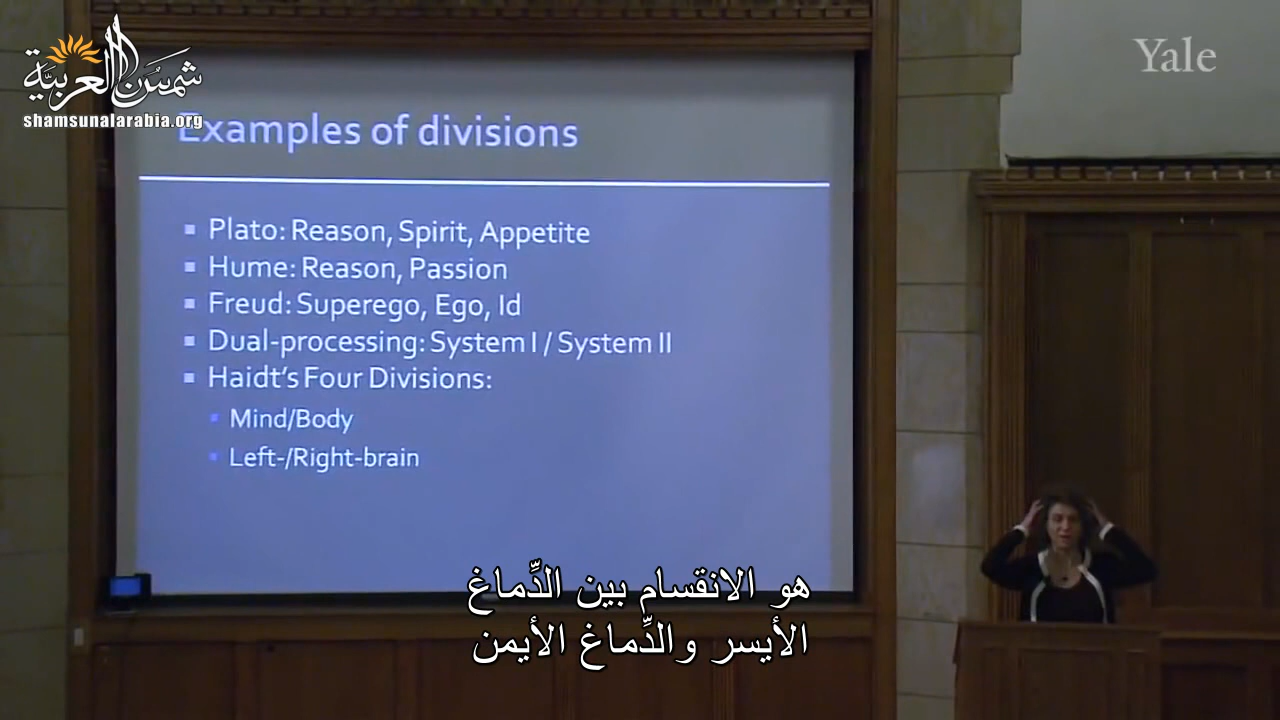 شمس العربية
shamsunalarabia.org
Yale
Examples of divisions
Plato: Reason, Spirit, Appetite
Hume: Reason, Passion
Freud: Superego, Ego, Id
Dual-processing: System I / System II
Haidt's Four Divisions:
Mind/Body
Left-/Right-brain
هو الانقسام بين الدِّماغ
الأيسر والدِّماغ الأيمن